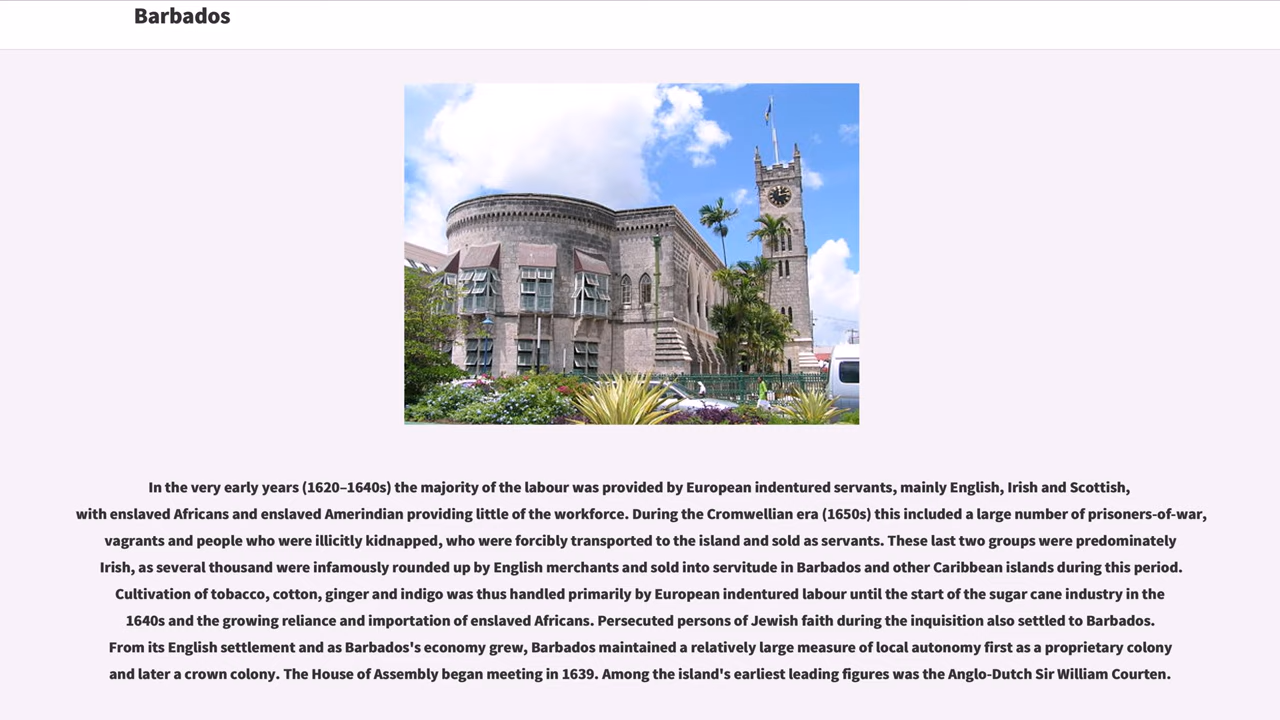 Barbados
In the very early years (1620–1640s) the majority of the labour was provided by European indentured servants, mainly English, Irish and Scottish,
with enslaved Africans and enslaved Amerindian providing little of the workforce. During the Cromwellian era (1650s) this included a large number of prisoners-of-war,
vagrants and people who were illicitly kidnapped, who were forcibly transported to the island and sold as servants. These last two groups were predominately
Irish, as several thousand were infamously rounded up by English merchants and sold into servitude in Barbados and other Caribbean islands during this period.
Cultivation of tobacco, cotton, ginger and indigo was thus handled primarily by European indentured labour until the start of the sugar cane industry in the
1640s and the growing reliance and importation of enslaved Africans. Persecuted persons of Jewish faith during the inquisition also settled to Barbados.
From its English settlement and as Barbados's economy grew, Barbados maintained a relatively large measure of local autonomy first as a proprietary colony
and later a crown colony. The House of Assembly began meeting in 1639. Among the island's earliest leading figures was the Anglo-Dutch Sir William Courten.